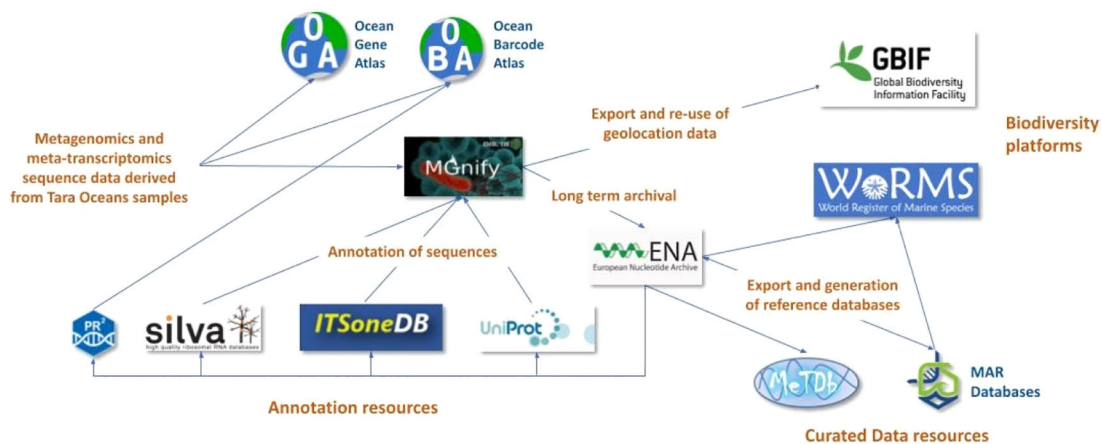 Ocean
Gene
Atlas
O
GA
Ocean
Barcode
Atlas
O
BA
GBIF
Global Biodiversity
Information Facility
Export and re-use of
geolocation data
Biodiversity
platforms
Metagenomics and
meta-transcriptomics
sequence data derived
from Tara Oceans samples
MGnify
WoRMS
World Register of Marine Species
Long term archival
Annotation of sequences
ENA
European Nucleotide Archive
Export and generation
of reference databases
PR²
silva
high quality ribosomal RNA databases
ITSoneDB
UniProt
MeTDb
MAR
Databases
Annotation resources
Curated Data resources